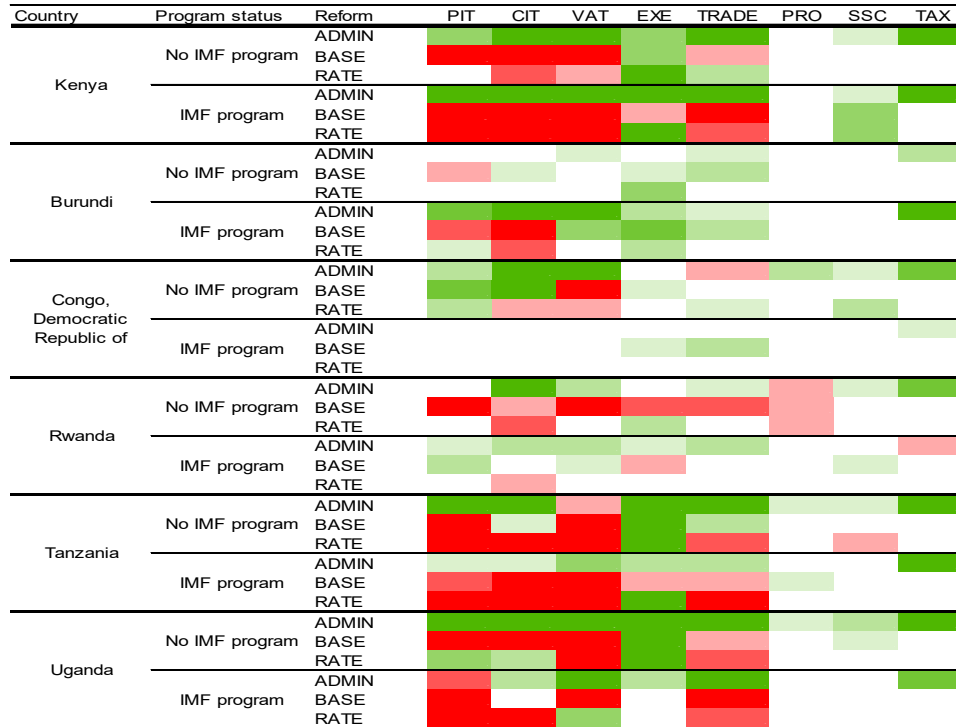 Country Program status Reform PIT CIT VAT EXE TRADE PRO SSC TAX
Kenya
No IMF program
ADMIN
BASE
RATE
IMF program
ADMIN
BASE
RATE
Burundi
No IMF program
ADMIN
BASE
RATE
IMF program
ADMIN
BASE
RATE
Congo,
Democratic
Republic of
No IMF program
ADMIN
BASE
RATE
IMF program
ADMIN
BASE
RATE
Rwanda
No IMF program
ADMIN
BASE
RATE
IMF program
ADMIN
BASE
RATE
Tanzania
No IMF program
ADMIN
BASE
RATE
IMF program
ADMIN
BASE
RATE
Uganda
No IMF program
ADMIN
BASE
RATE
IMF program
ADMIN
BASE
RATE